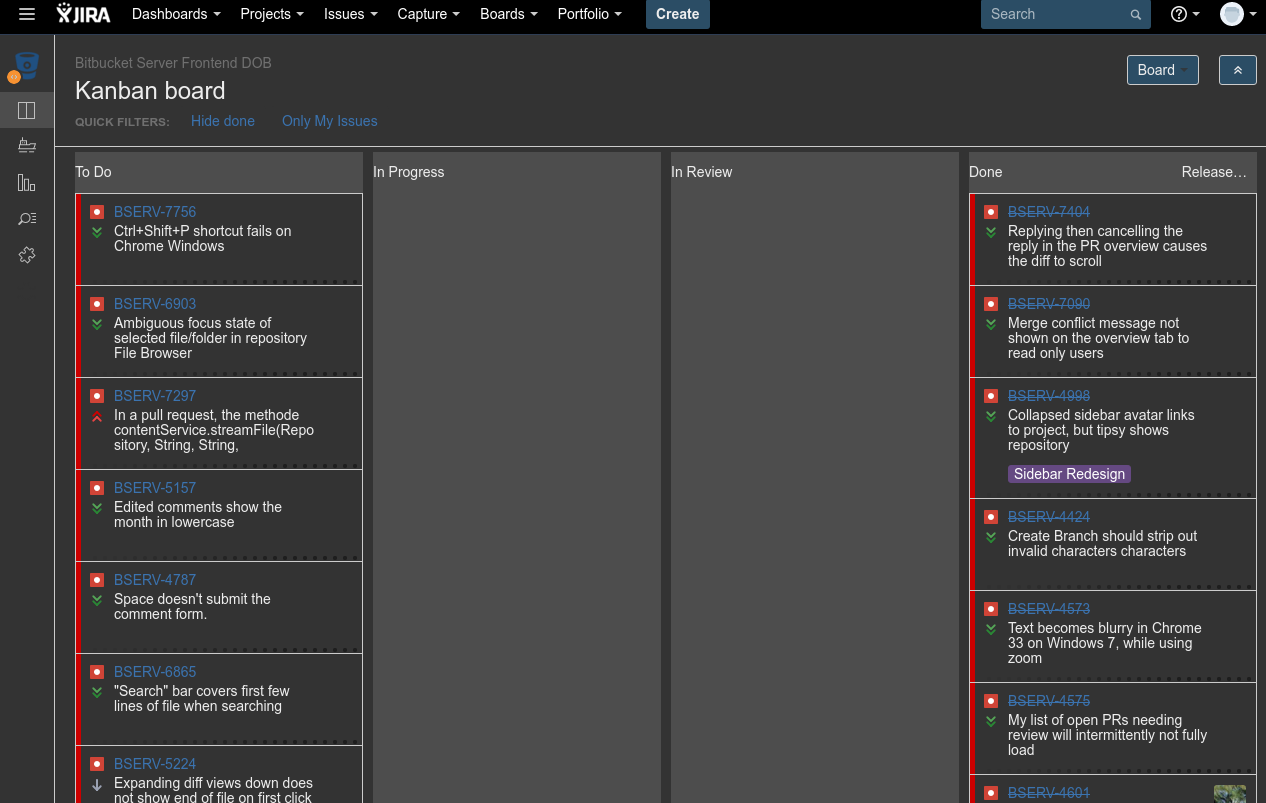 JIRA Dashboards Projects Issues Capture Boards Portfolio Create Search
Bitbucket Server Frontend DOB
Kanban board
Board
QUICK FILTERS: Hide done Only My Issues
To Do
In Progress
In Review
Done Release…
BSERV-7756
Ctrl+Shift+P shortcut fails on
Chrome Windows
BSERV-6903
Ambiguous focus state of
selected file/folder in repository
File Browser
BSERV-7297
In a pull request, the methode
contentService.streamFile(Repo
sitory, String, String,
BSERV-5157
Edited comments show the
month in lowercase
BSERV-4787
Space doesn't submit the
comment form.
BSERV-6865
"Search" bar covers first few
lines of file when searching
BSERV-5224
Expanding diff views down does
not show end of file on first click
BSERV-7404
Replying then cancelling the
reply in the PR overview causes
the diff to scroll
BSERV-7090
Merge conflict message not
shown on the overview tab to
read only users
BSERV-4998
Collapsed sidebar avatar links
to project, but tipsy shows
repository
Sidebar Redesign
BSERV-4424
Create Branch should strip out
invalid characters characters
BSERV-4573
Text becomes blurry in Chrome
33 on Windows 7, while using
zoom
BSERV-4575
My list of open PRs needing
review will intermittently not fully
load
BSERV-4601